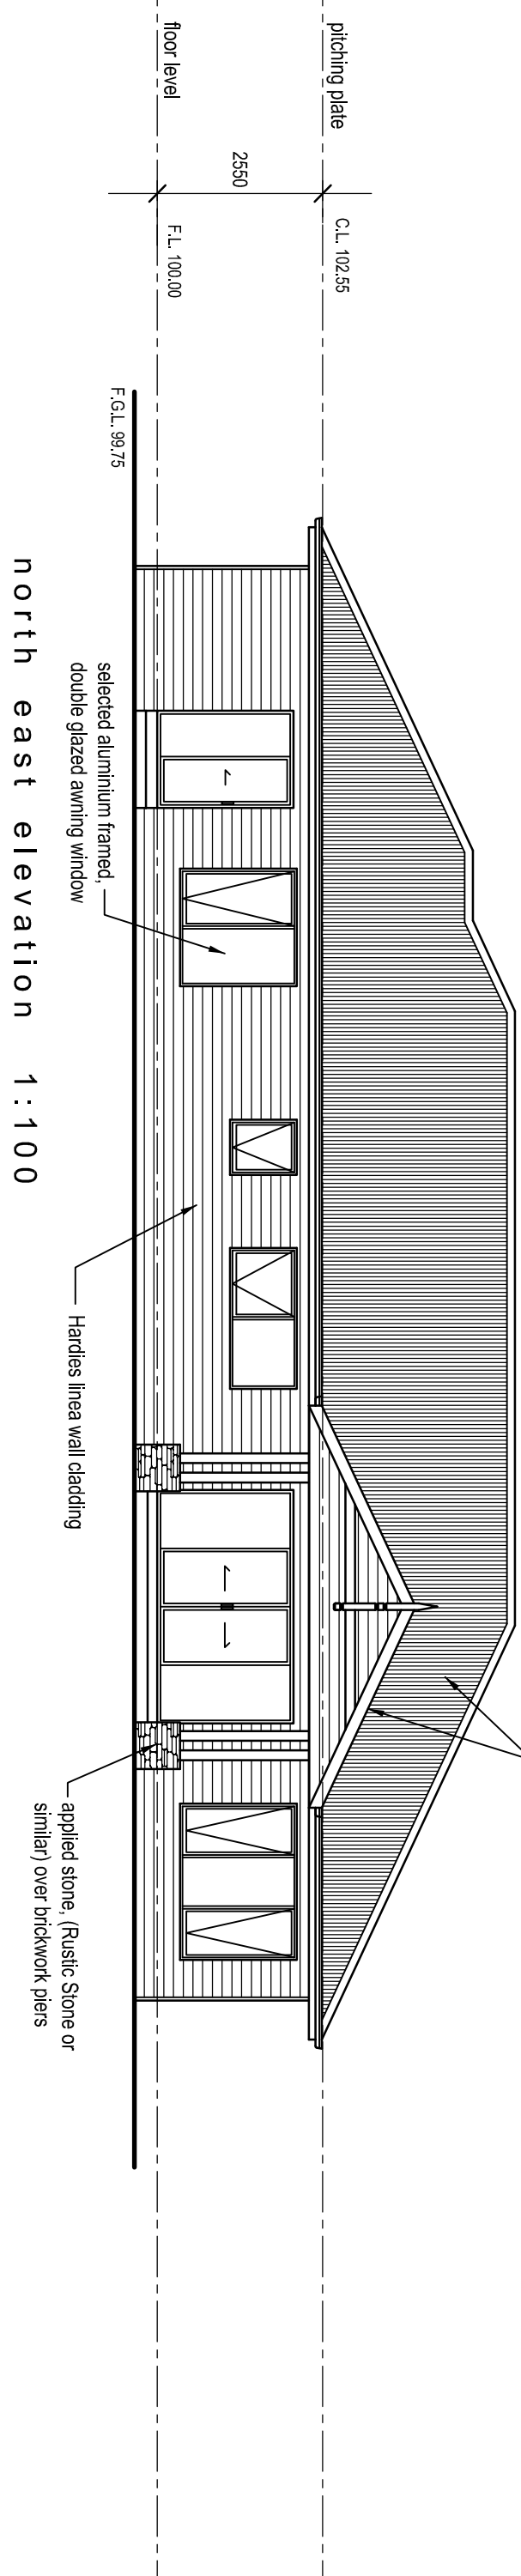 pitching plate
C.L. 102.55
2550
floor level
F.L. 100.00
F.G.L. 99.75
selected aluminium framed,
double glazed awning window
Hardies linea wall cladding
applied stone, (Rustic Stone or
similar) over brickwork piers
north east elevation 1:100